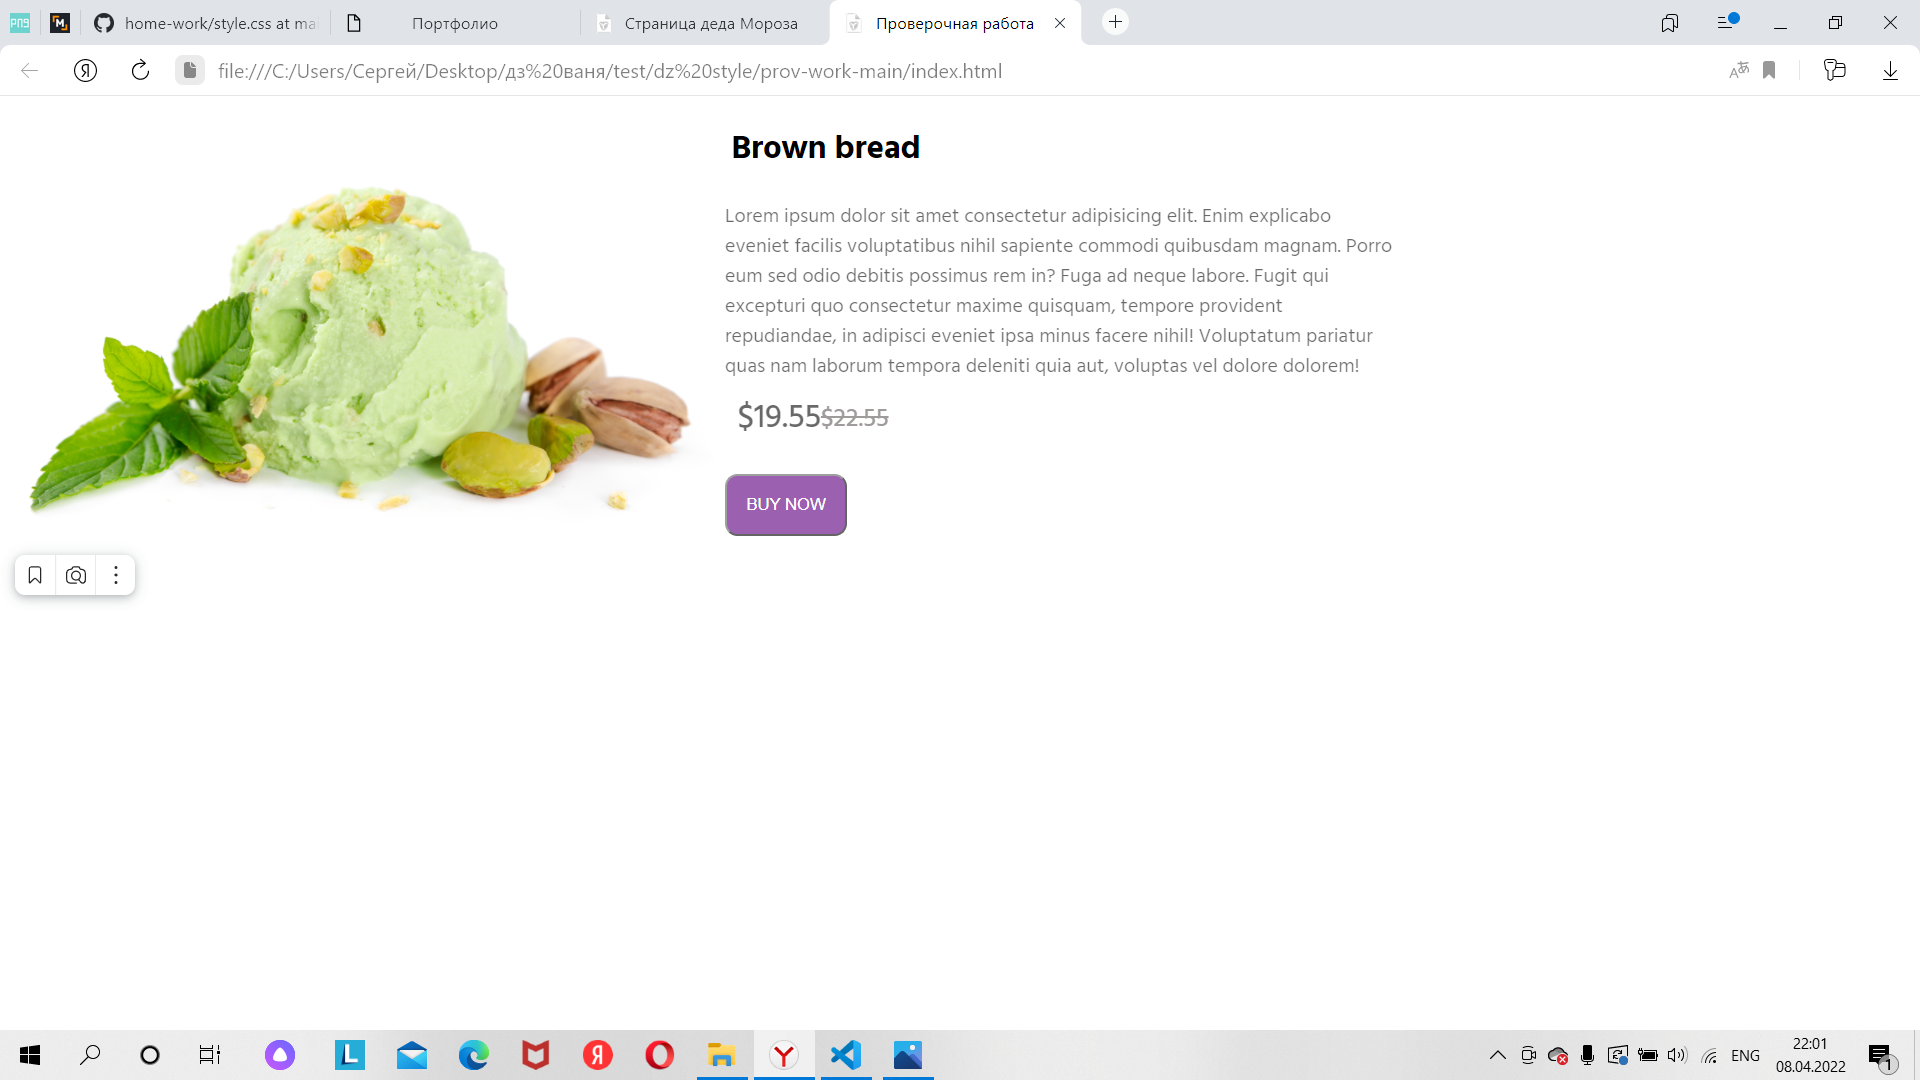 ПП9
M
home-work/style.css at ma
Портфолио
Страница деда Мороза
Проверочная работа
Я
file:///C:/Users/Сергей/Desktop/дз%20ваня/test/dz%20style/prov-work-main/index.html
Brown bread
Lorem ipsum dolor sit amet consectetur adipisicing elit. Enim explicabo
eveniet facilis voluptatibus nihil sapiente commodi quibusdam magnam. Porro
eum sed odio debitis possimus rem in? Fuga ad neque labore. Fugit qui
excepturi quo consectetur maxime quisquam, tempore provident
repudiandae, in adipisci eveniet ipsa minus facere nihil! Voluptatum pariatur
quas nam laborum tempora deleniti quia aut, voluptas vel dolore dolorem!
$19.55 $22.55
BUY NOW
L
Я
Y
ENG
22:01
08.04.2022
1